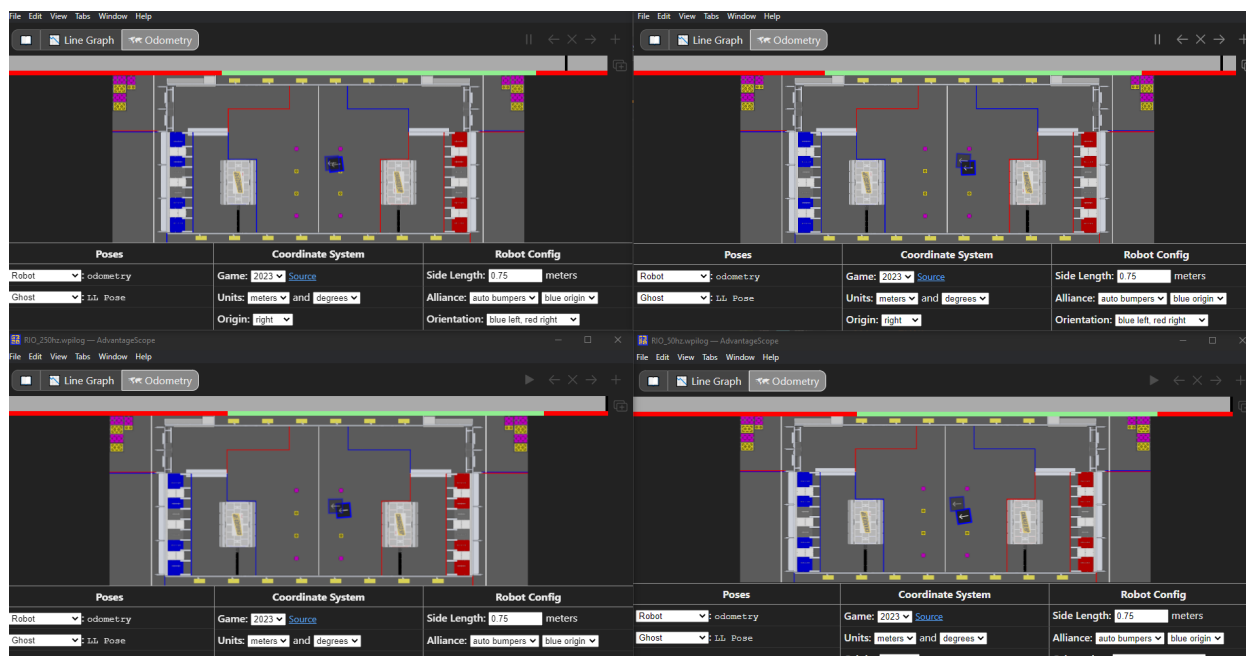 File Edit View Tabs Window Help
Line Graph Odometry
Poses Coordinate System Robot Config
Robot : odometry Game: 2023 Source Side Length: 0.75 meters
Ghost : LL Pose Units: meters and degrees Alliance: auto bumpers blue origin
Origin: right Orientation: blue left, red right
File Edit View Tabs Window Help
Line Graph Odometry
Poses Coordinate System Robot Config
Robot : odometry Game: 2023 Source Side Length: 0.75 meters
Ghost : LL Pose Units: meters and degrees Alliance: auto bumpers blue origin
Origin: right Orientation: blue left, red right
RIO_250hz.wpilog — AdvantageScope
File Edit View Tabs Window Help
Line Graph Odometry
Poses Coordinate System Robot Config
Robot : odometry Game: 2023 Source Side Length: 0.75 meters
Ghost : LL Pose Units: meters and degrees Alliance: auto bumpers blue origin
RIO_50hz.wpilog — AdvantageScope
File Edit View Tabs Window Help
Line Graph Odometry
Poses Coordinate System Robot Config
Robot : odometry Game: 2023 Source Side Length: 0.75 meters
Ghost : LL Pose Units: meters and degrees Alliance: auto bumpers blue origin